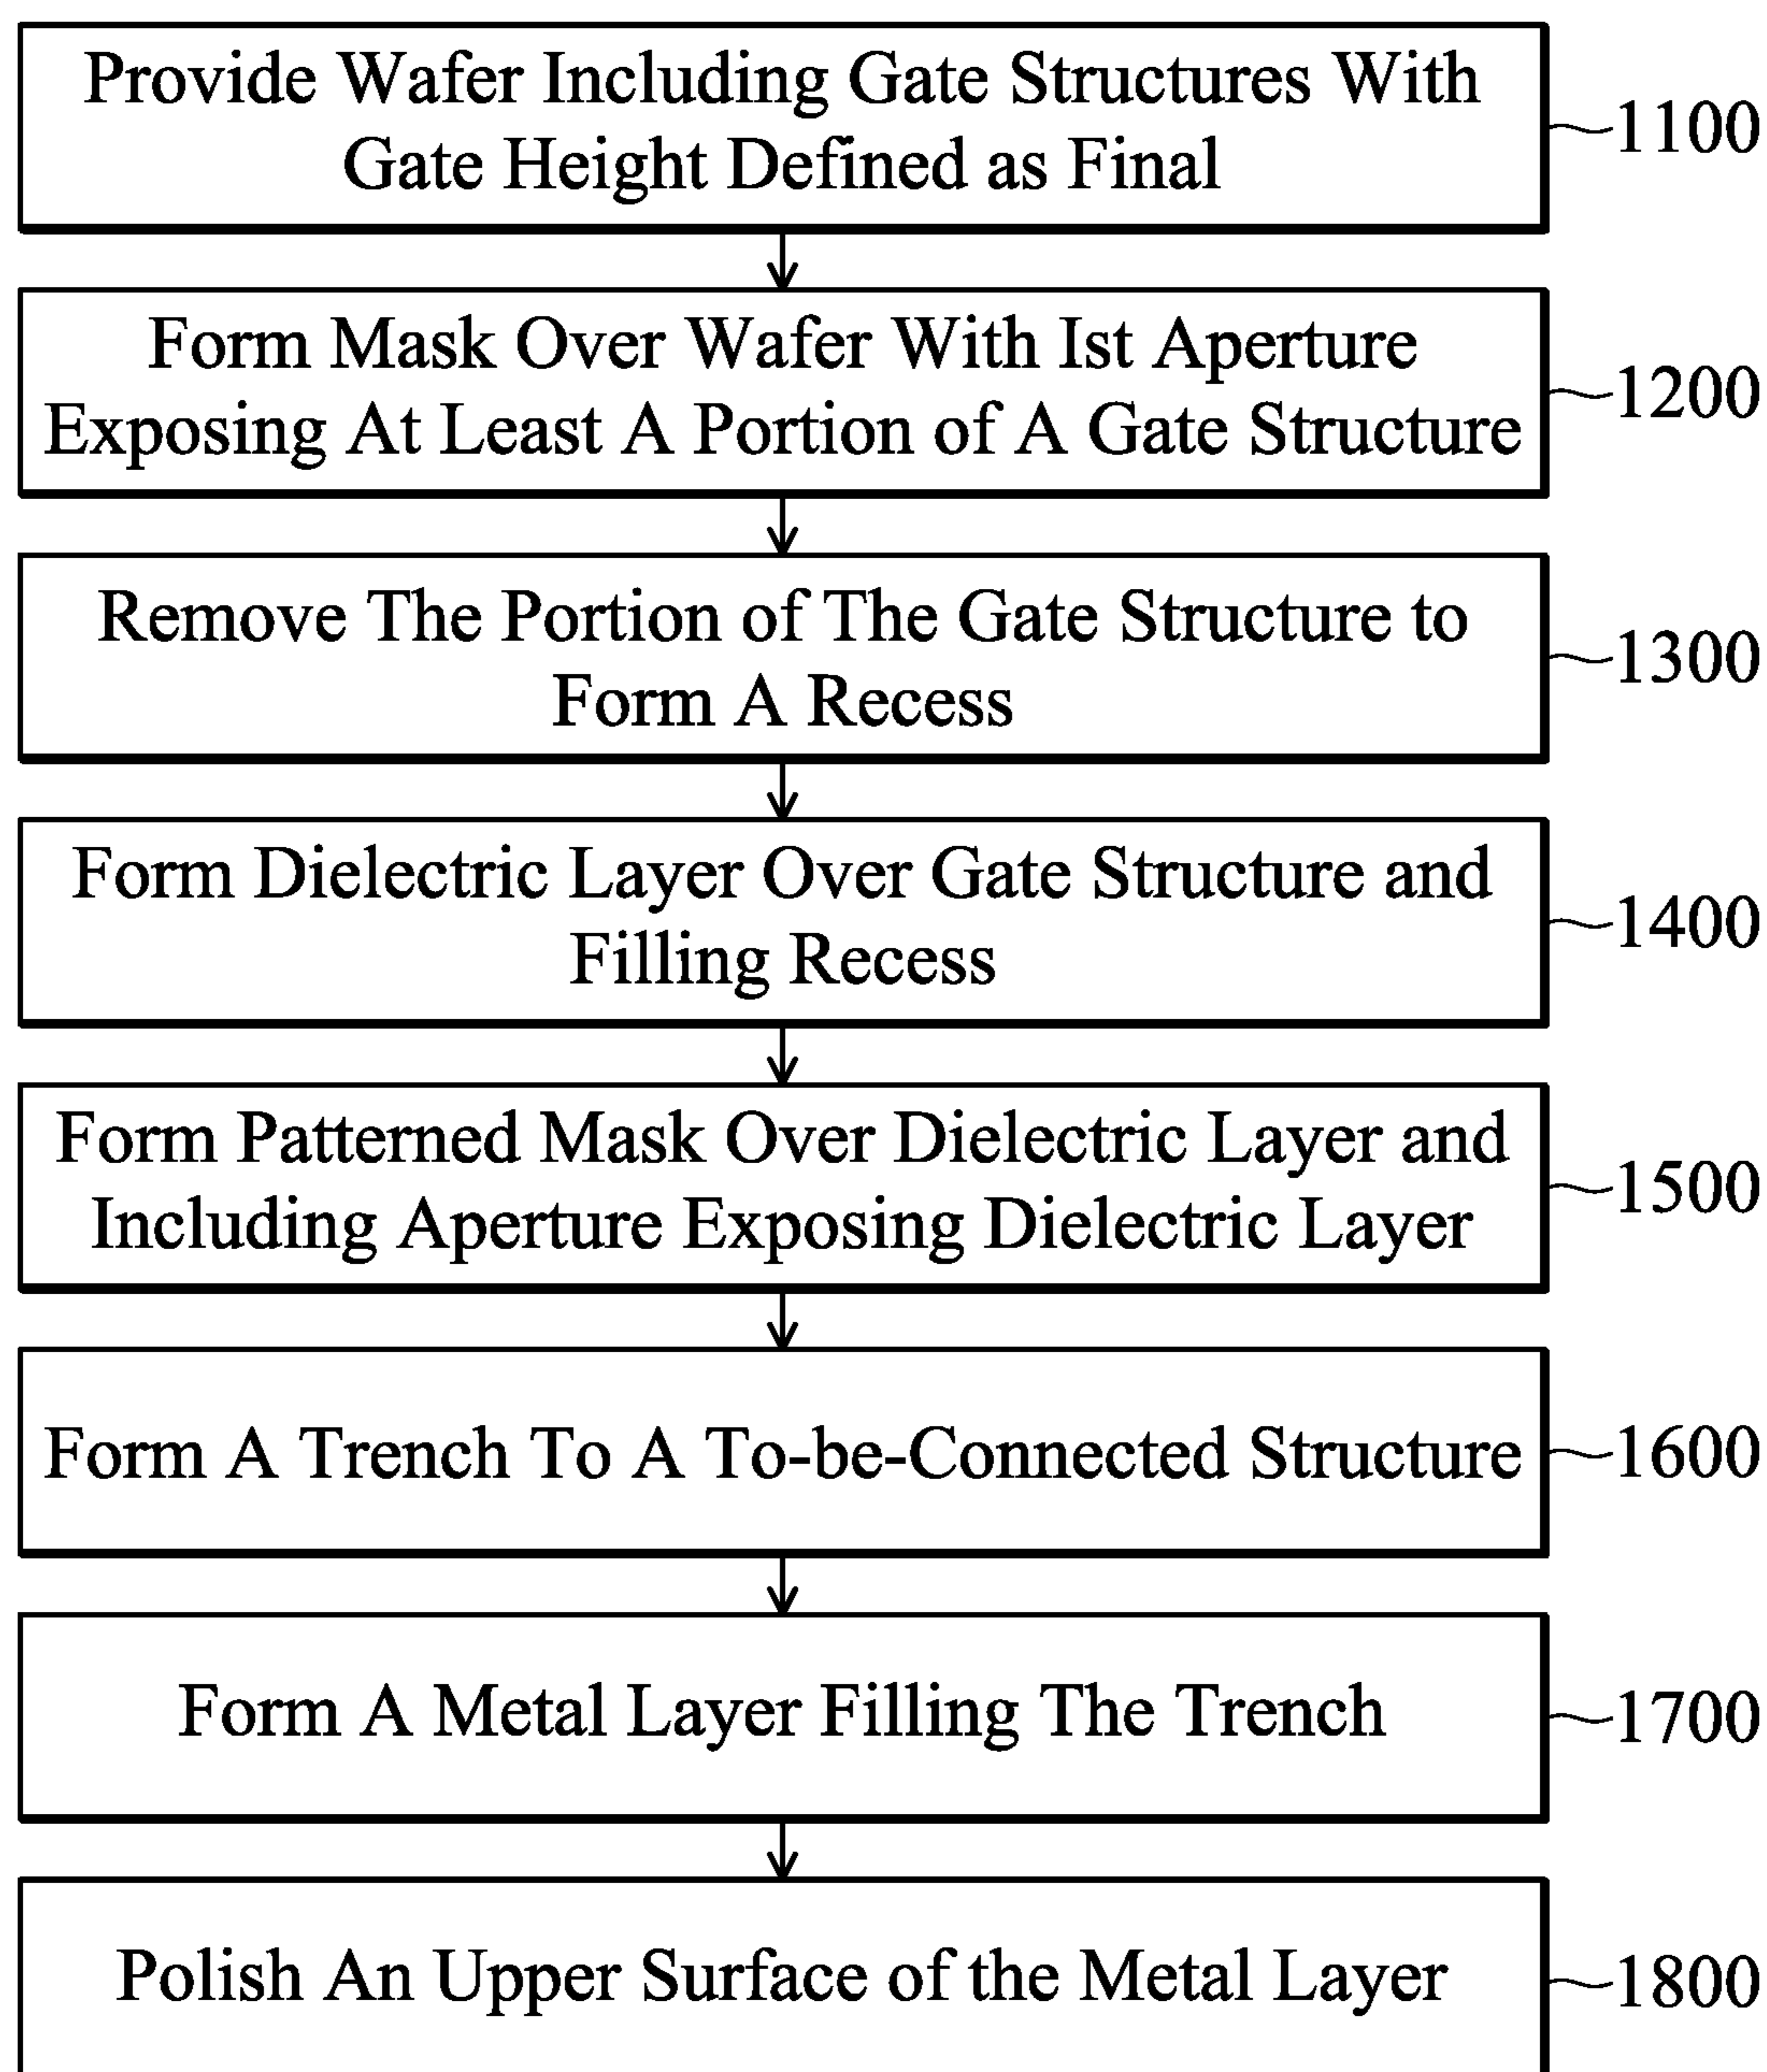 Provide Wafer Including Gate Structures With
Gate Height Defined as Final
1100
Form Mask Over Wafer With Ist Aperture
Exposing At Least A Portion of A Gate Structure
1200
Remove The Portion of The Gate Structure to
Form A Recess
1300
Form Dielectric Layer Over Gate Structure and
Filling Recess
1400
Form Patterned Mask Over Dielectric Layer and
Including Aperture Exposing Dielectric Layer
1500
Form A Trench To A To-be-Connected Structure
1600
Form A Metal Layer Filling The Trench
1700
Polish An Upper Surface of the Metal Layer
1800